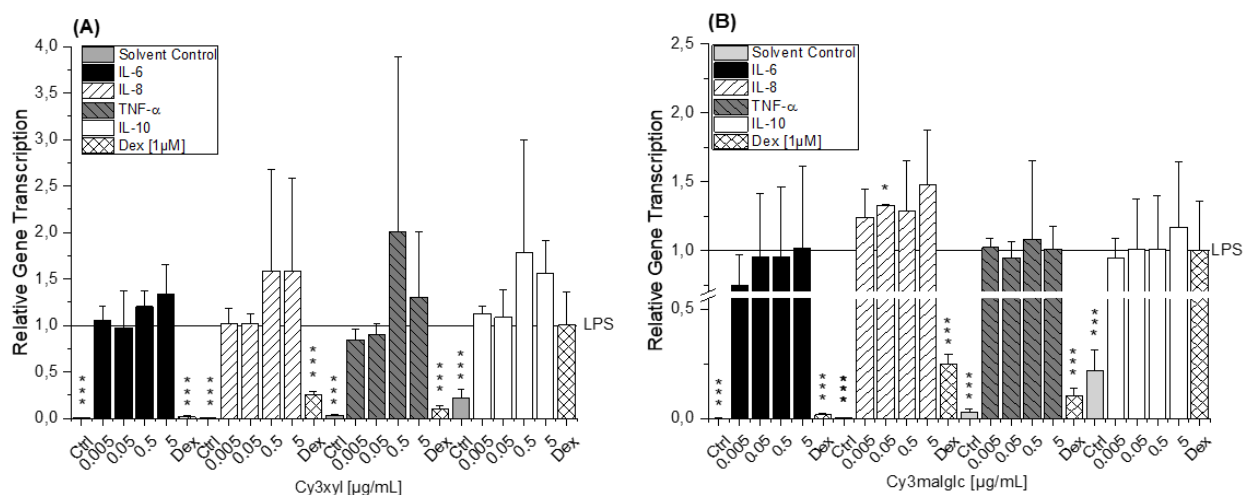 (A)
4,0
3,5
3,0
2,5
2,0
1,5
1,0
0,5
0,0
Relative Gene Transcription
Solvent Control
IL-6
IL-8
TNF-α
IL-10
Dex [1µM]
LPS
***
***
***
***
***
***
***
Ctrl 0.005 0.05 0.5 5 Dex Ctrl 0.005 0.05 0.5 5 Dex Ctrl 0.005 0.05 0.5 5 Dex Ctrl 0.005 0.05 0.5 5 Dex
Cy3xyl [µg/mL]
(B)
2,5
2,0
1,5
1,0
0,5
0,0
Relative Gene Transcription
Solvent Control
IL-6
IL-8
TNF-α
IL-10
Dex [1µM]
LPS
***
***
***
*
***
***
***
***
Ctrl 0.005 0.05 0.5 5 Dex Ctrl 0.005 0.05 0.5 5 Dex Ctrl 0.005 0.05 0.5 5 Dex Ctrl 0.005 0.05 0.5 5 Dex
Cy3malglc [µg/mL]